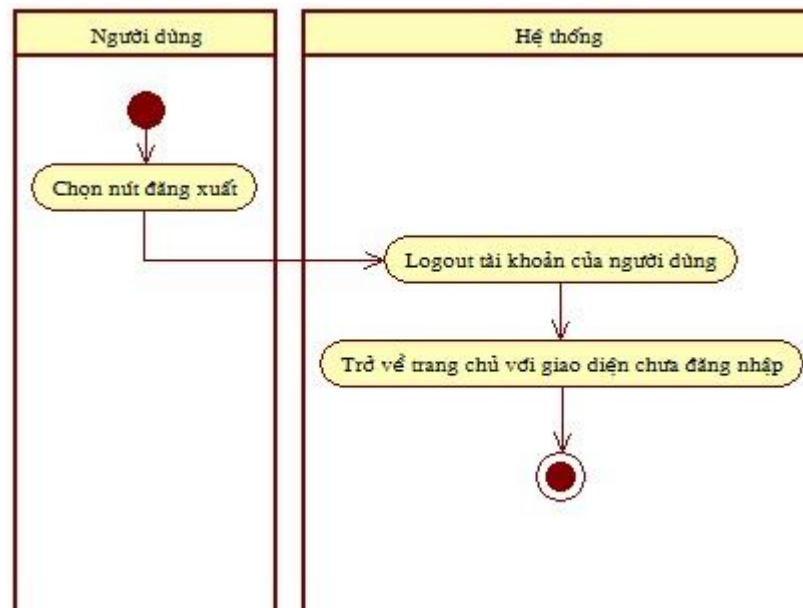 Người dùng
Hệ thống
Chọn nút đăng xuất
Logout tài khoản của người dùng
Trở về trang chủ với giao diện chưa đăng nhập